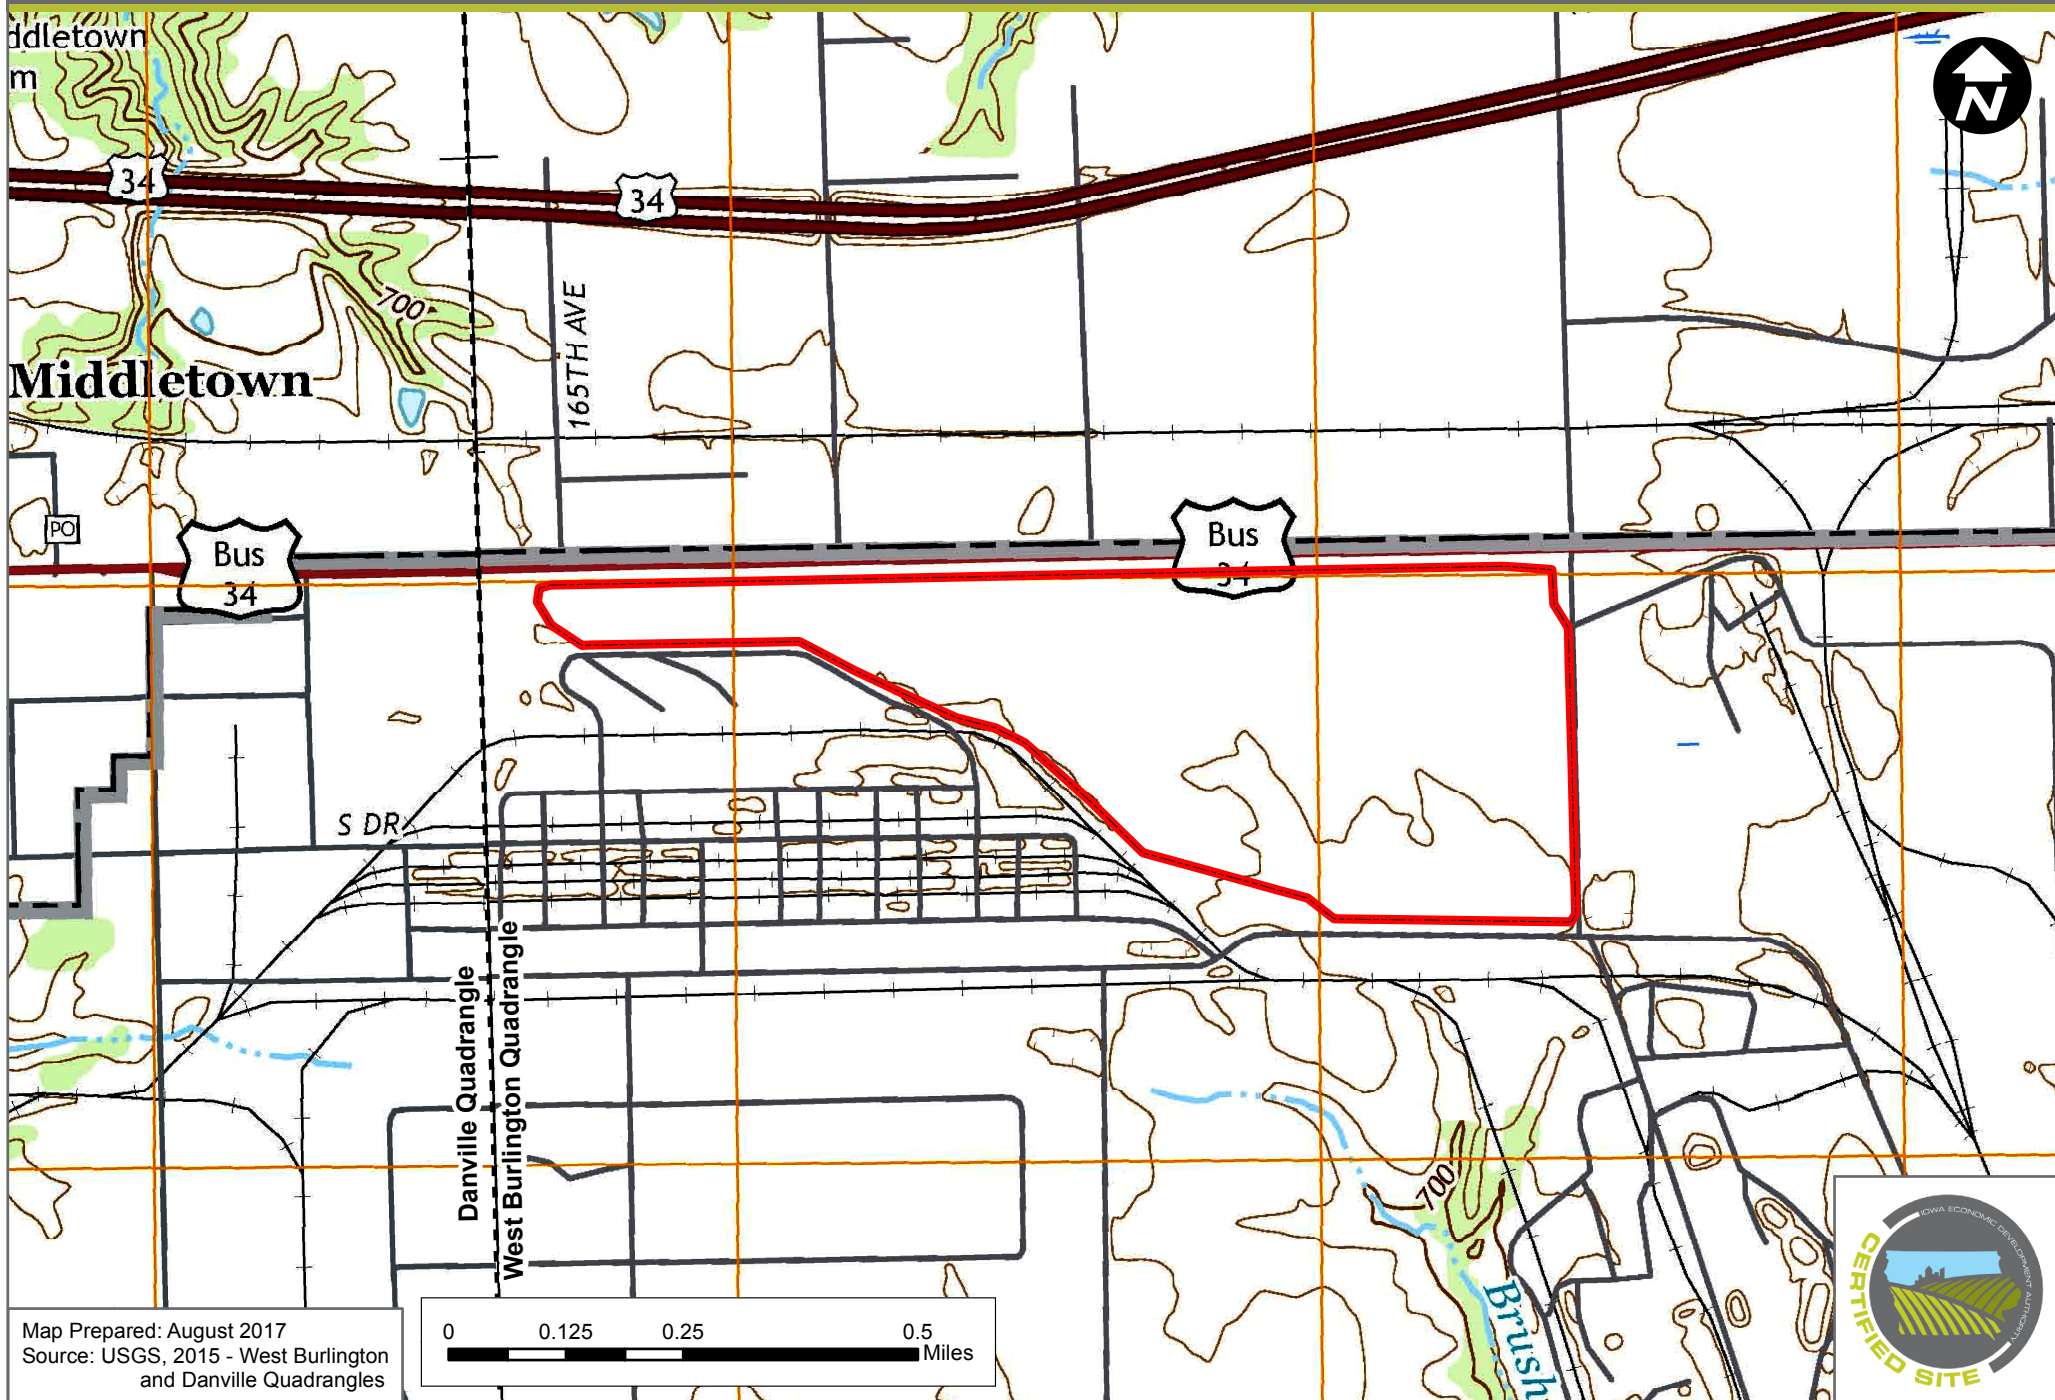 ddletown
m
N
34
34
700
165TH AVE
Middletown
PO
Bus
34
Bus
34
S DR
Danville Quadrangle
West Burlington Quadrangle
700
Brush
Map Prepared: August 2017
Source: USGS, 2015 - West Burlington
and Danville Quadrangles
0 0.125 0.25 0.5
Miles
IOWA ECONOMIC DEVELOPMENT AUTHORITY
CERTIFIED SITE